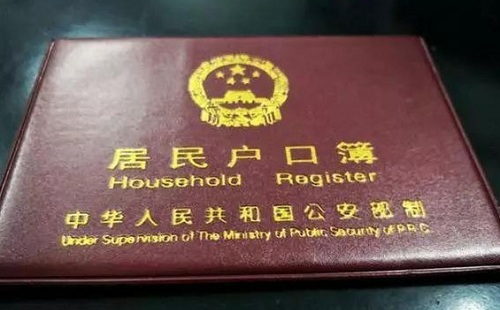 居民户口簿
Household Register
中华人民共和国公安部制
Under Supervision of The Ministry of Public Security of P.R.C